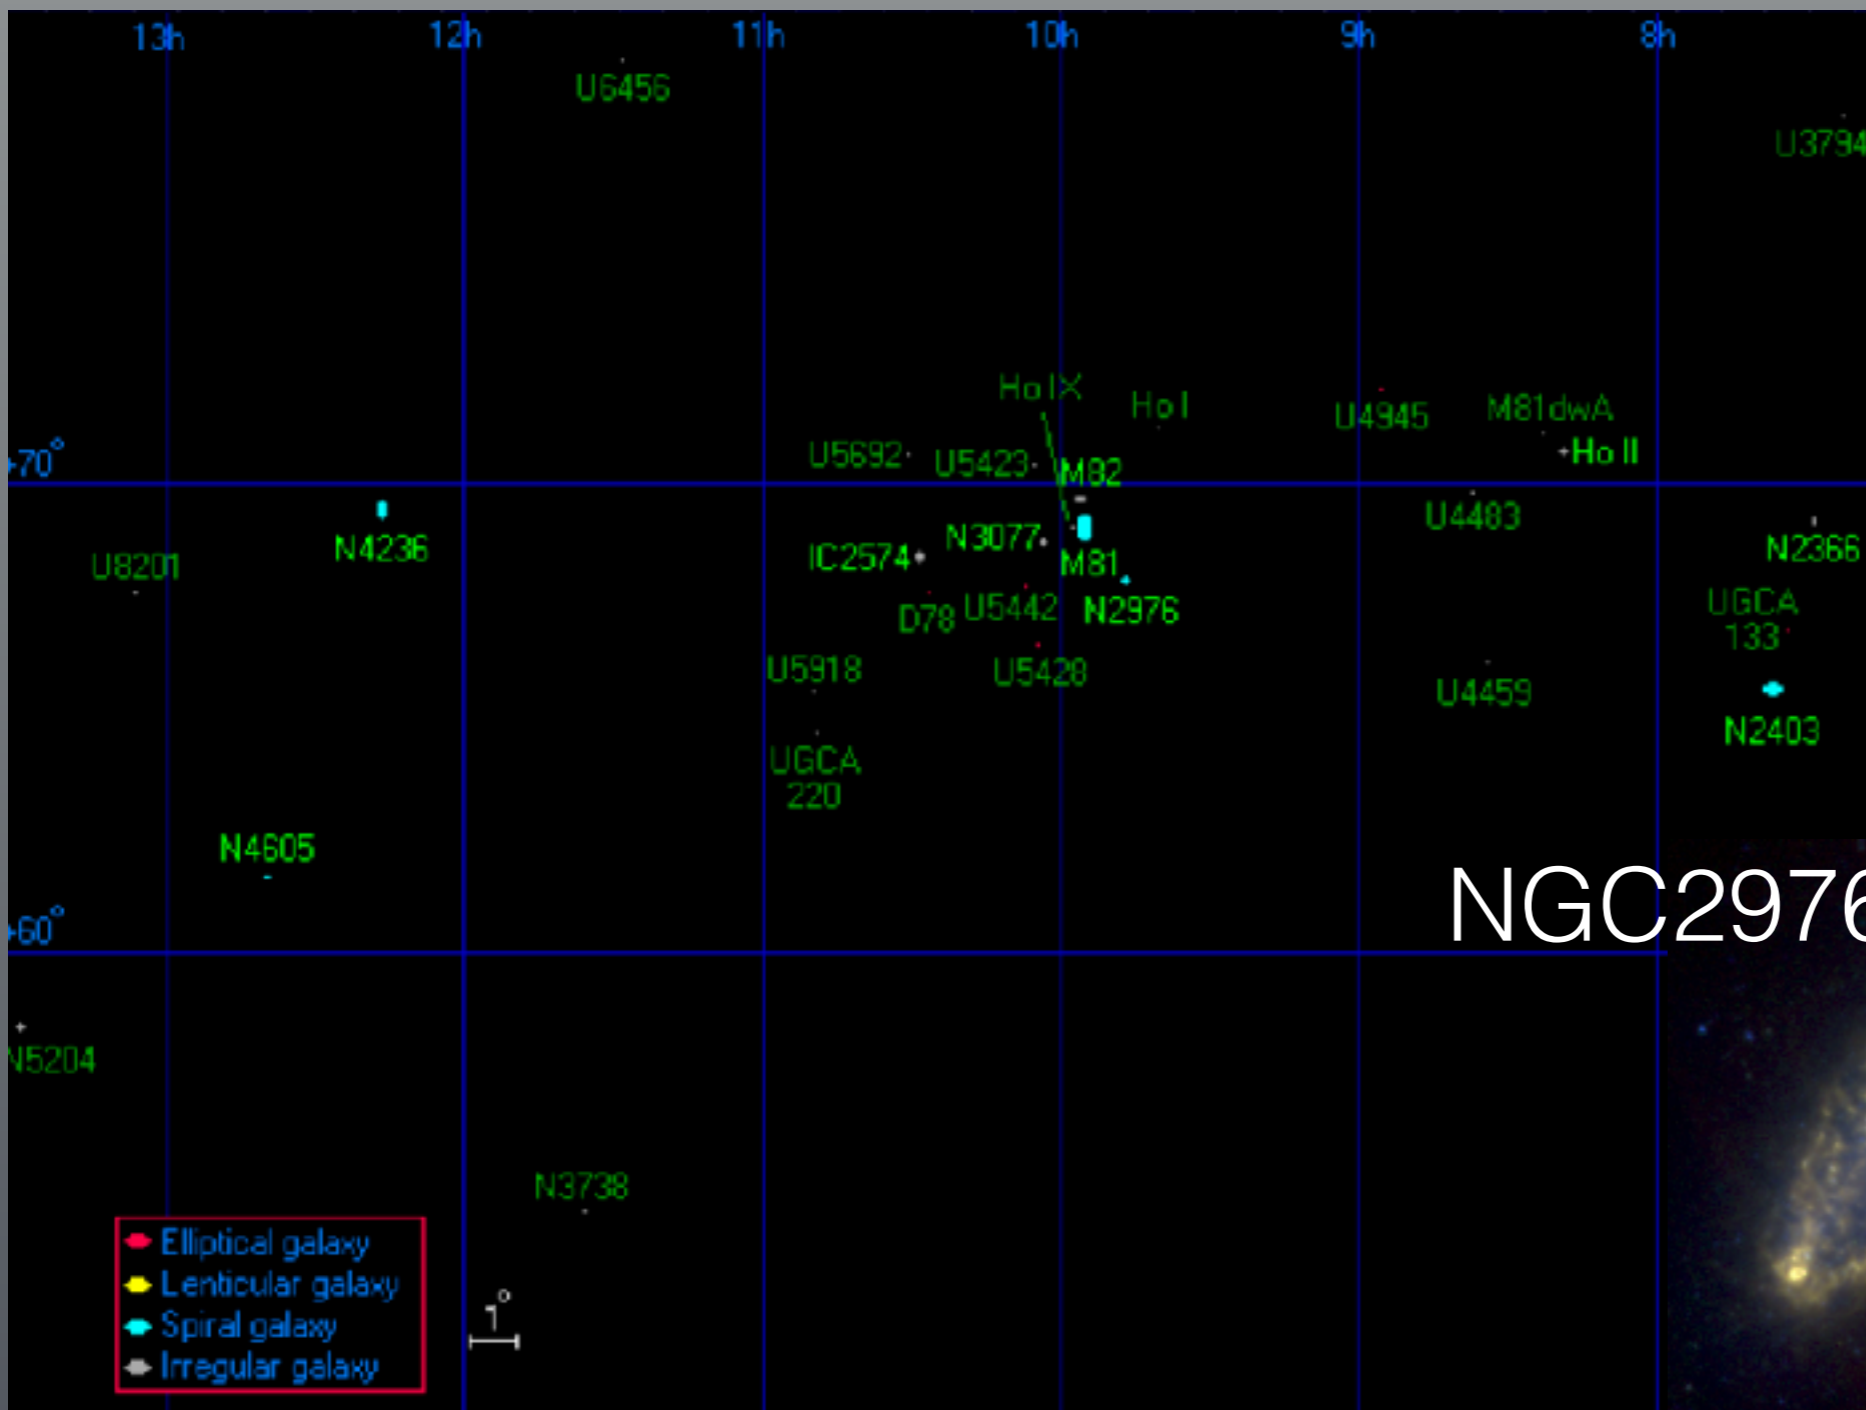 13h 12h 11h 10h 9h 8h
U6456
U3794
Ho IX
Ho I
U4945
M81dwA
U5692
U5423
M82
Ho II
+70°
U4483
N4236
N3077
IC2574
M81
N2366
U8201
D78
U5442
N2976
UGCA
133
U5918
U5428
U4459
N2403
UGCA
220
N4605
NGC2976
+60°
N5204
N3738
Elliptical galaxy
Lenticular galaxy
1°
Spiral galaxy
Irregular galaxy